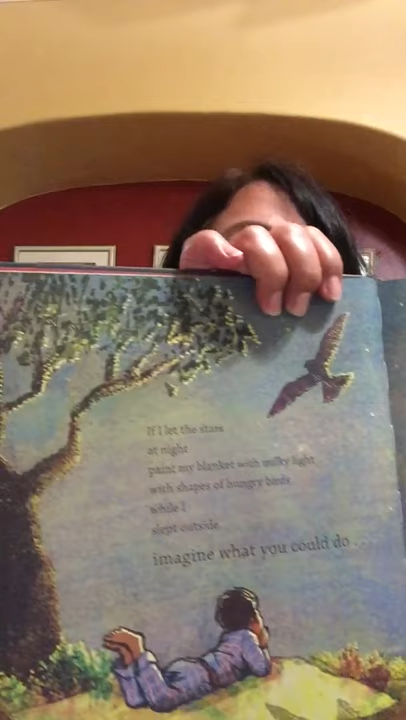 If I let the stars
at night
paint my blanket with milky light
with shapes of hungry birds
while I
slept outside
imagine what you could do . . .